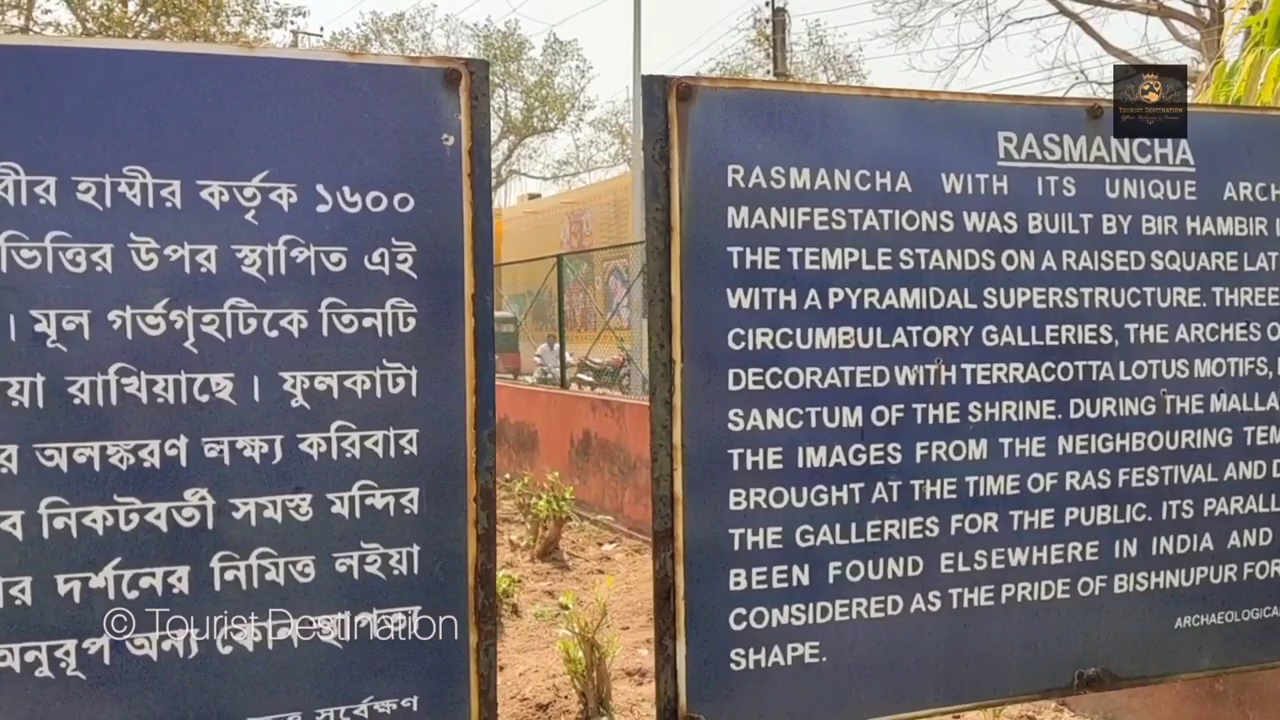 বীর হাম্বীর কর্তৃক ১৬০০
ভিত্তির উপর স্থাপিত এই
। মূল গর্ভগৃহটিকে তিনটি
রাখিয়াছে। ফুলকাটা
র অলঙ্করণ লক্ষ্য করিবার
নিকটবর্তী সমস্ত মন্দির
দর্শনের নিমিত্ত লইয়া
অনুরূপ অন্য
সর্বেক্ষণ
© Tourist Destination
TOURIST DESTINATION
RASMANCHA
RASMANCHA WITH ITS UNIQUE ARCH
MANIFESTATIONS WAS BUILT BY BIR HAMBIR
THE TEMPLE STANDS ON A RAISED SQUARE LAT
WITH A PYRAMIDAL SUPERSTRUCTURE. THREE
CIRCUMBULATORY GALLERIES, THE ARCHES O
DECORATED WITH TERRACOTTA LOTUS MOTIFS,
SANCTUM OF THE SHRINE. DURING THE MALLA
THE IMAGES FROM THE NEIGHBOURING TEM
BROUGHT AT THE TIME OF RAS FESTIVAL AND D
THE GALLERIES FOR THE PUBLIC. ITS PARALL
BEEN FOUND ELSEWHERE IN INDIA AND
CONSIDERED AS THE PRIDE OF BISHNUPUR FOR
SHAPE.
ARCHAEOLOGICA